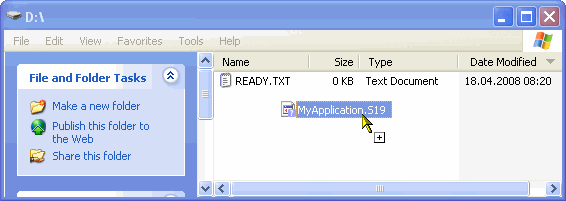 D:\
File Edit View Favorites Tools Help
File and Folder Tasks
Make a new folder
Publish this folder to
the Web
Share this folder
Name Size Type Date Modified
READY.TXT 0 KB Text Document 18.04.2008 08:20
MyApplication.S19